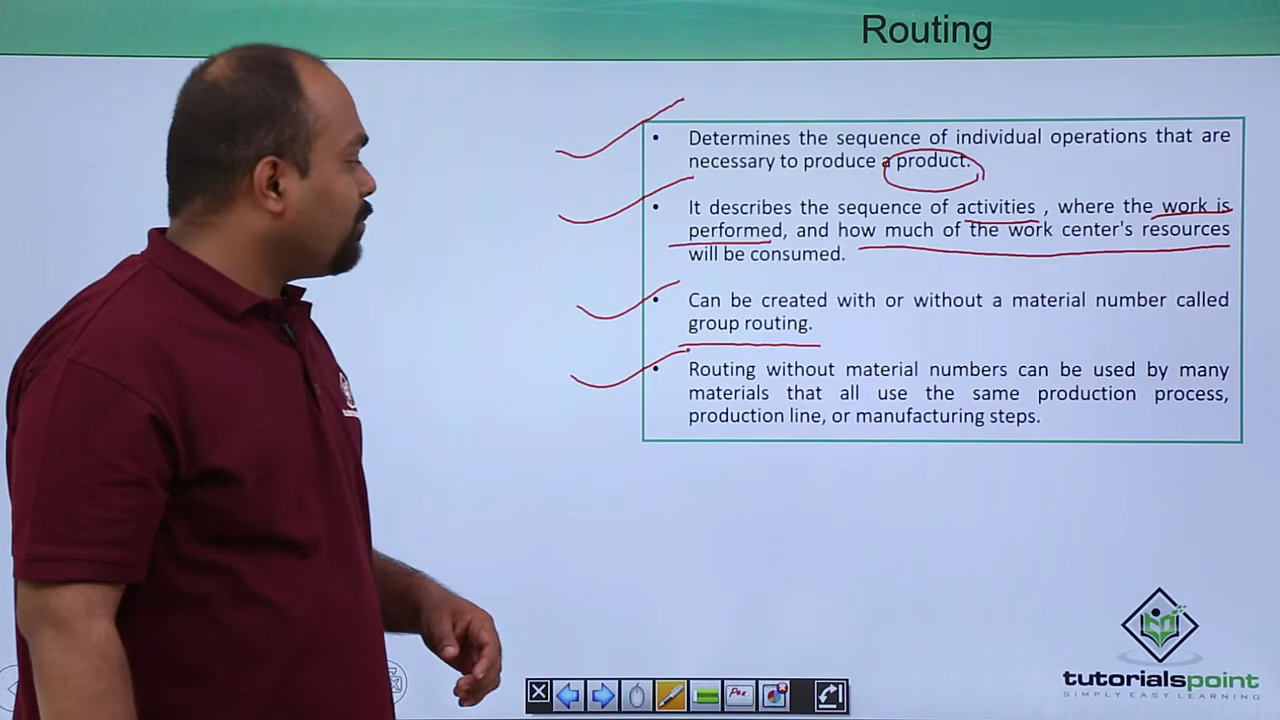 Routing
• Determines the sequence of individual operations that are
necessary to produce a product.
• It describes the sequence of activities , where the work is
performed, and how much of the work center's resources
will be consumed.
• Can be created with or without a material number called
group routing.
• Routing without material numbers can be used by many
materials that all use the same production process,
production line, or manufacturing steps.
Pen
tutorialspoint
SIMPLY EASY LEARNING